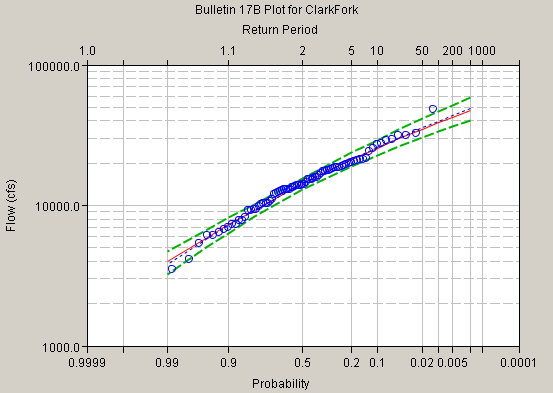 Bulletin 17B Plot for ClarkFork
Return Period
1.0 1.1 2 5 10 50 200 1000
100000.0
10000.0
1000.0
Flow (cfs)
0.9999 0.99 0.9 0.5 0.2 0.1 0.02 0.005 0.0001
Probability